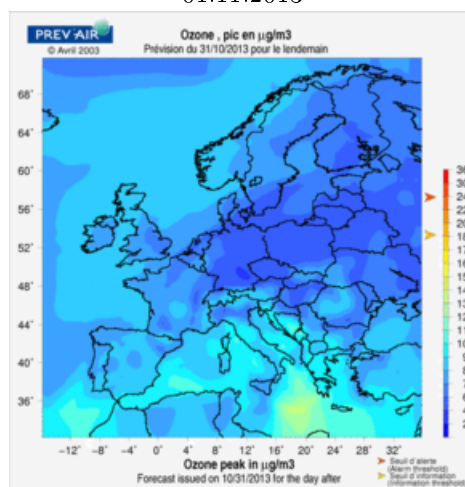 01.11.2013
PREV'AIR
© Avril 2003
Ozone , pic en µg/m3
Prévision du 31/10/2013 pour le lendemain
68°
64°
60°
56°
52°
48°
44°
40°
36°
−12° −8° −4° 0° 4° 8° 12° 16° 20° 24° 28° 32°
Ozone peak in µg/m3
Forecast issued on 10/31/2013 for the day after
Seuil d'alerte
(Alarm threshold)
Seuil d'information
(Information threshold)